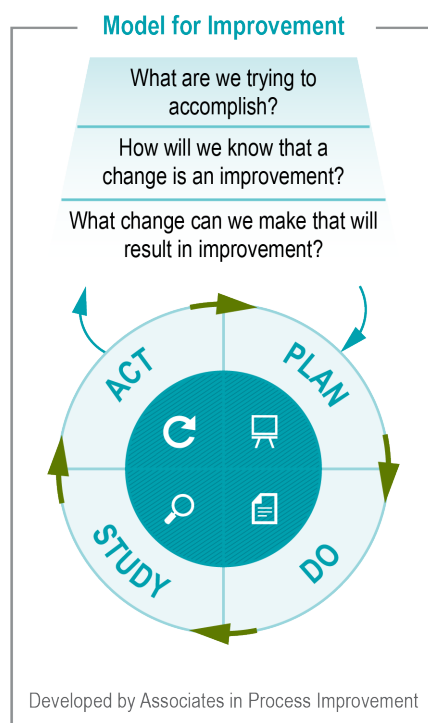 Model for Improvement
What are we trying to
accomplish?
How will we know that a
change is an improvement?
What change can we make that will
result in improvement?
ACT
PLAN
STUDY
DO
Developed by Associates in Process Improvement